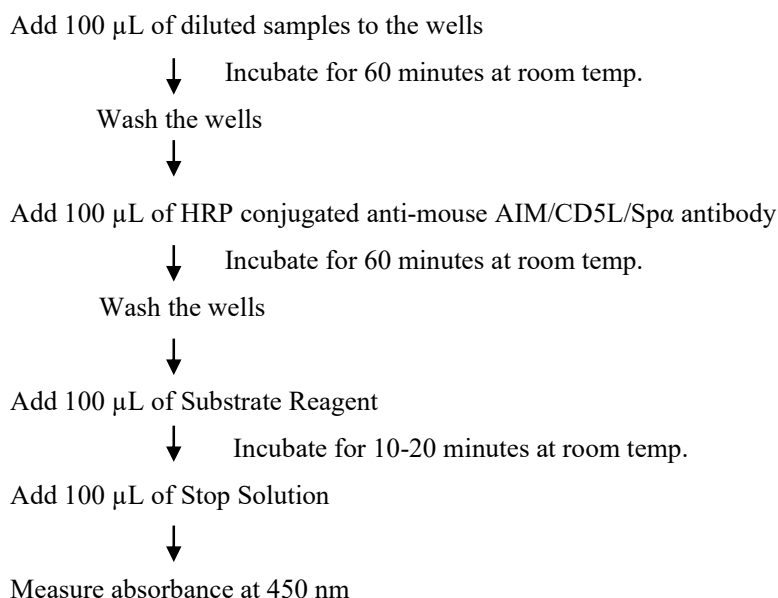 Add 100 µL of diluted samples to the wells
Incubate for 60 minutes at room temp.
Wash the wells
Add 100 µL of HRP conjugated anti-mouse AIM/CD5L/Spα antibody
Incubate for 60 minutes at room temp.
Wash the wells
Add 100 µL of Substrate Reagent
Incubate for 10-20 minutes at room temp.
Add 100 µL of Stop Solution
Measure absorbance at 450 nm